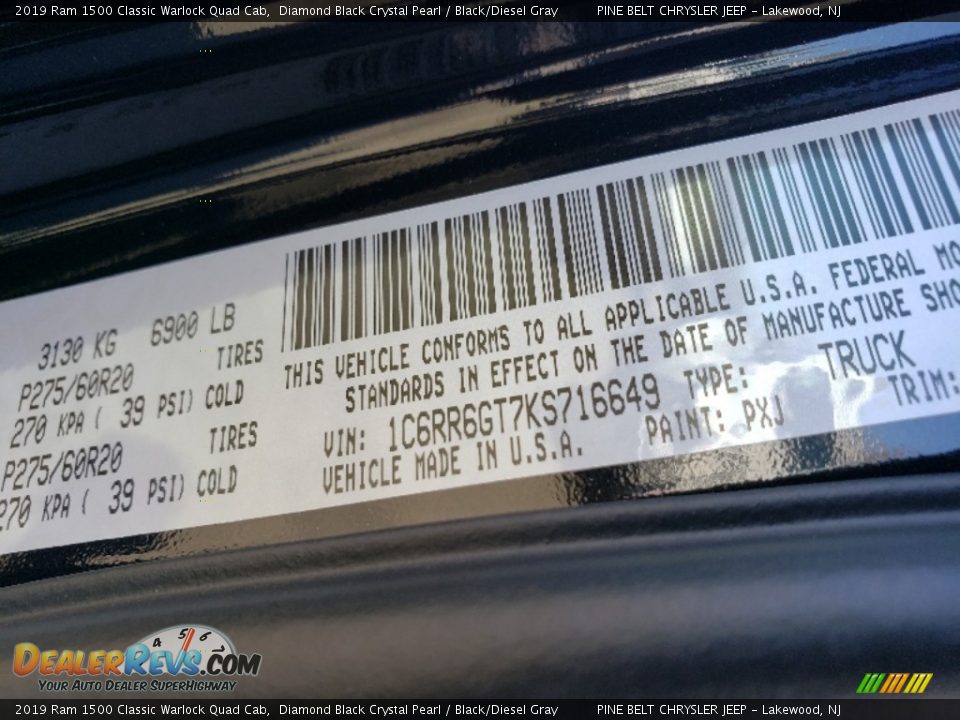 2019 Ram 1500 Classic Warlock Quad Cab, Diamond Black Crystal Pearl / Black/Diesel Gray PINE BELT CHRYSLER JEEP – Lakewood, NJ
3130 KG 6900 LB
P275/60R20 TIRES
270 KPA ( 39 PSI) COLD
P275/60R20 TIRES
270 KPA ( 39 PSI) COLD
THIS VEHICLE CONFORMS TO ALL APPLICABLE U.S.A. FEDERAL MO
STANDARDS IN EFFECT ON THE DATE OF MANUFACTURE SHO
VIN: 1C6RR6GT7KS716649 TYPE: TRUCK
VEHICLE MADE IN U.S.A. PAINT: PXJ TRIM:
4 5 6
DEALERREVS.COM
YOUR AUTO DEALER SUPERHIGHWAY
2019 Ram 1500 Classic Warlock Quad Cab, Diamond Black Crystal Pearl / Black/Diesel Gray PINE BELT CHRYSLER JEEP – Lakewood, NJ